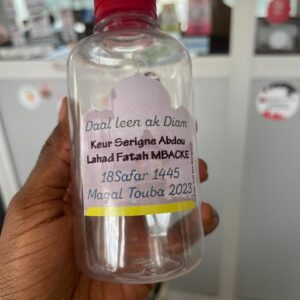 Daal leen ak Diam
Keur Serigne Abdou
Lahad Fatah MBACKE
18Safar 1445
Magal Touba 2023